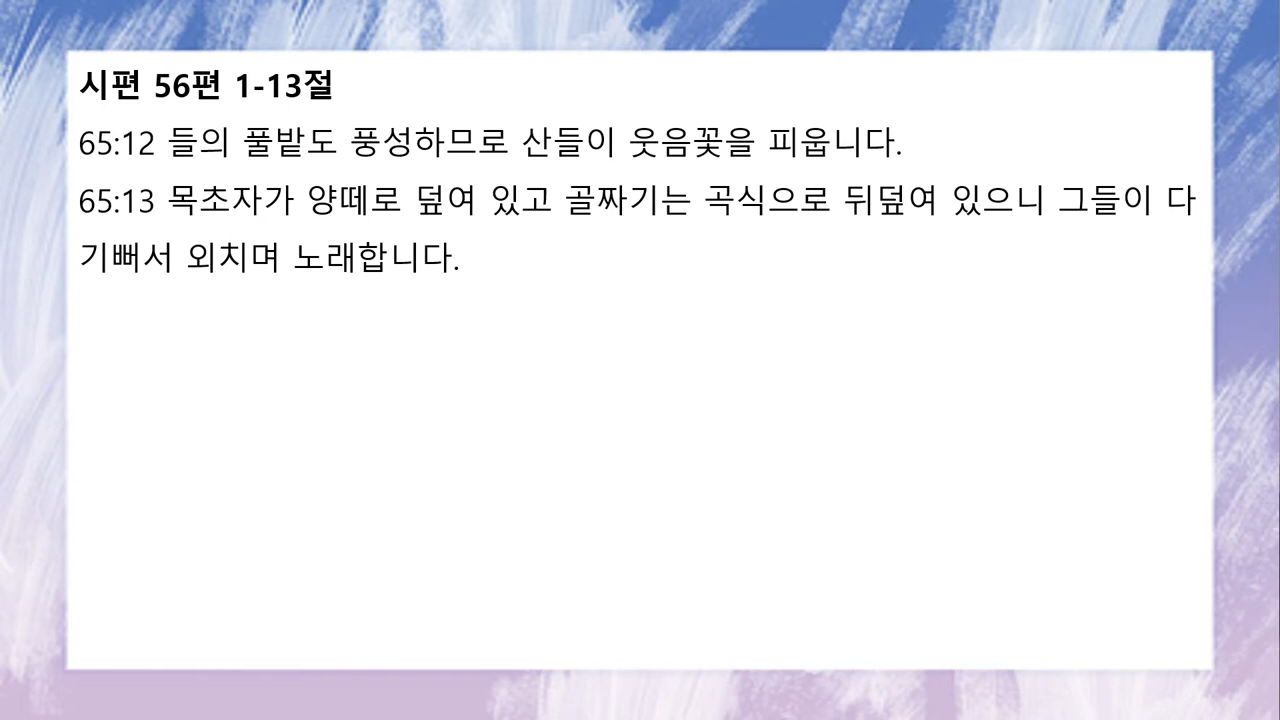 시편 56편 1-13절
65:12 들의 풀밭도 풍성하므로 산들이 웃음꽃을 피웁니다.
65:13 목초자가 양떼로 덮여 있고 골짜기는 곡식으로 뒤덮여 있으니 그들이 다
기뻐서 외치며 노래합니다.